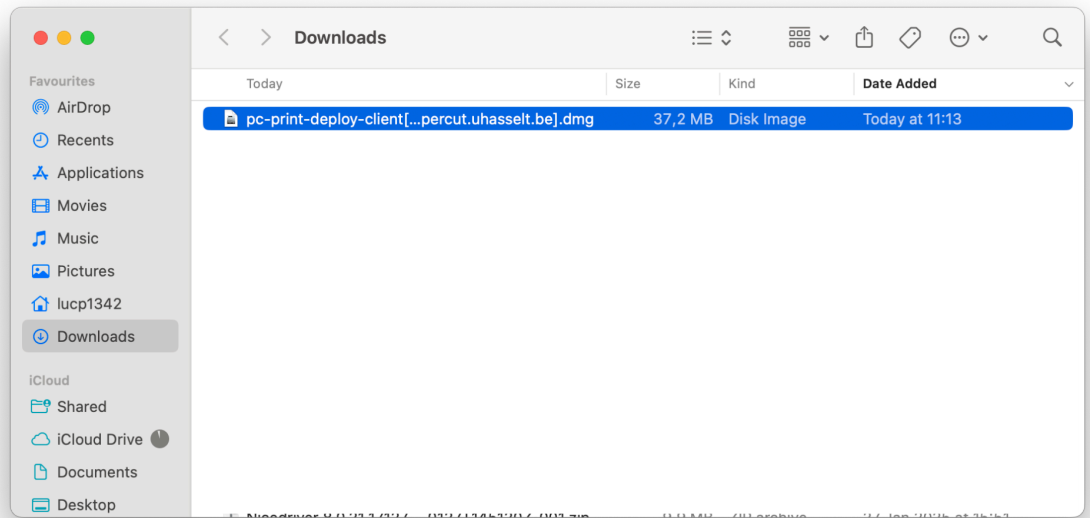 Downloads
Favourites
AirDrop
Recents
Applications
Movies
Music
Pictures
lucp1342
Downloads
iCloud
Shared
iCloud Drive
Documents
Desktop
Today Size Kind Date Added
pc-print-deploy-client[...percut.uhasselt.be].dmg 37,2 MB Disk Image Today at 11:13